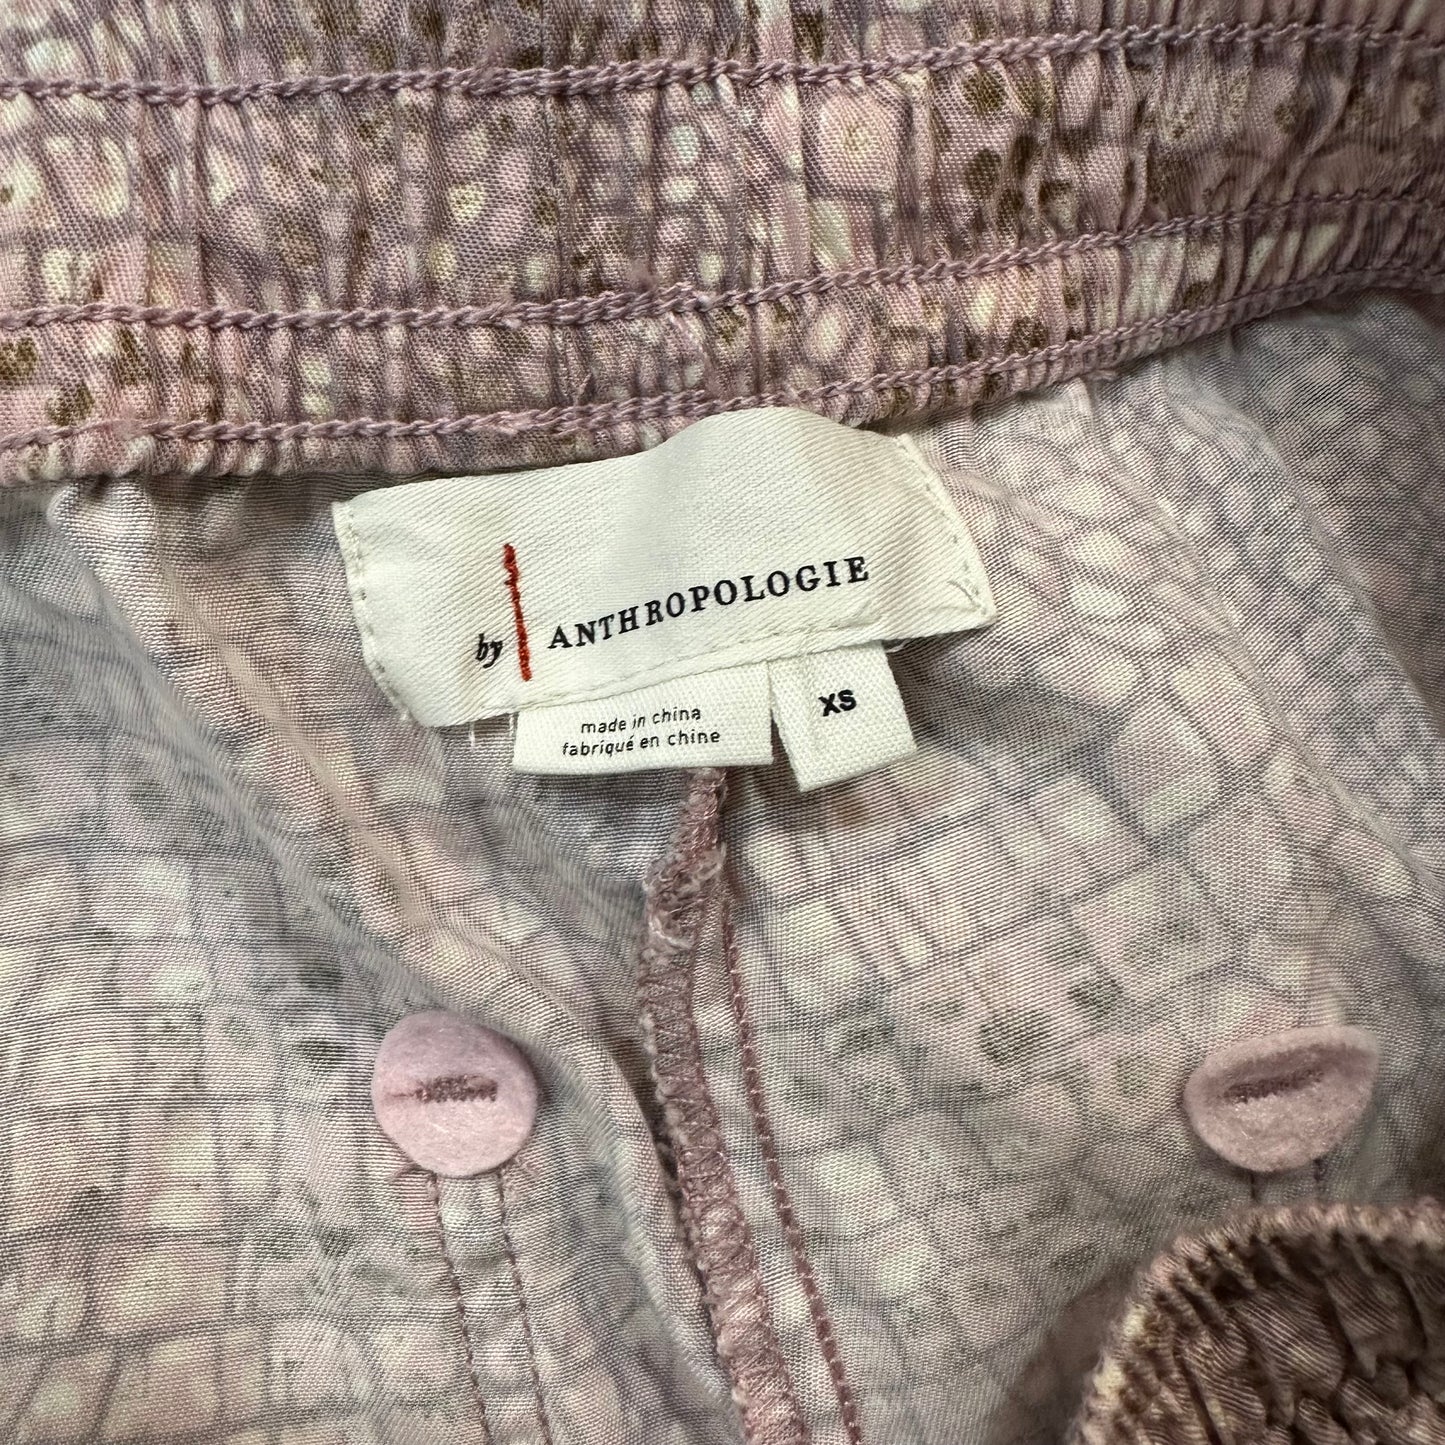 by ANTHROPOLOGIE
made in china
fabriqué en chine
XS